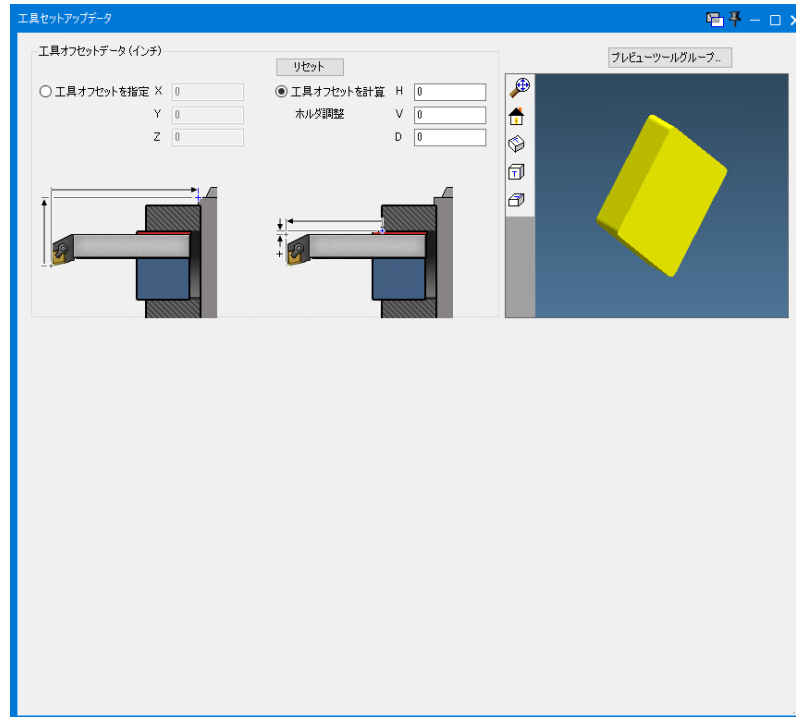 工具セットアップデータ
工具オフセットデータ (インチ)
リセット
プレビューツールグループ...
工具オフセットを指定 X 0
Y 0
Z 0
工具オフセットを計算 H 0
ホルダ調整 V 0
D 0
T